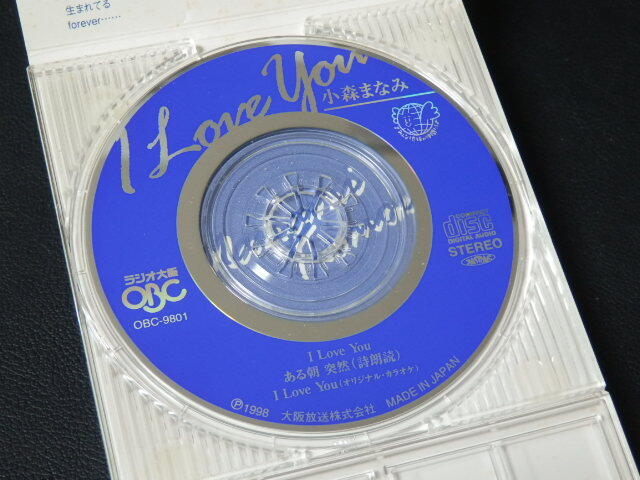 生まれてる
forever……
I Love You
小森まなみ
COMPACT
disc
DIGITAL AUDIO
STEREO
ラジオ大阪
OBC
OBC-9801
I Love You
ある朝 突然(詩朗読)
I Love You(オリジナル・カラオケ)
Ⓟ1998 大阪放送株式会社 MADE IN JAPAN